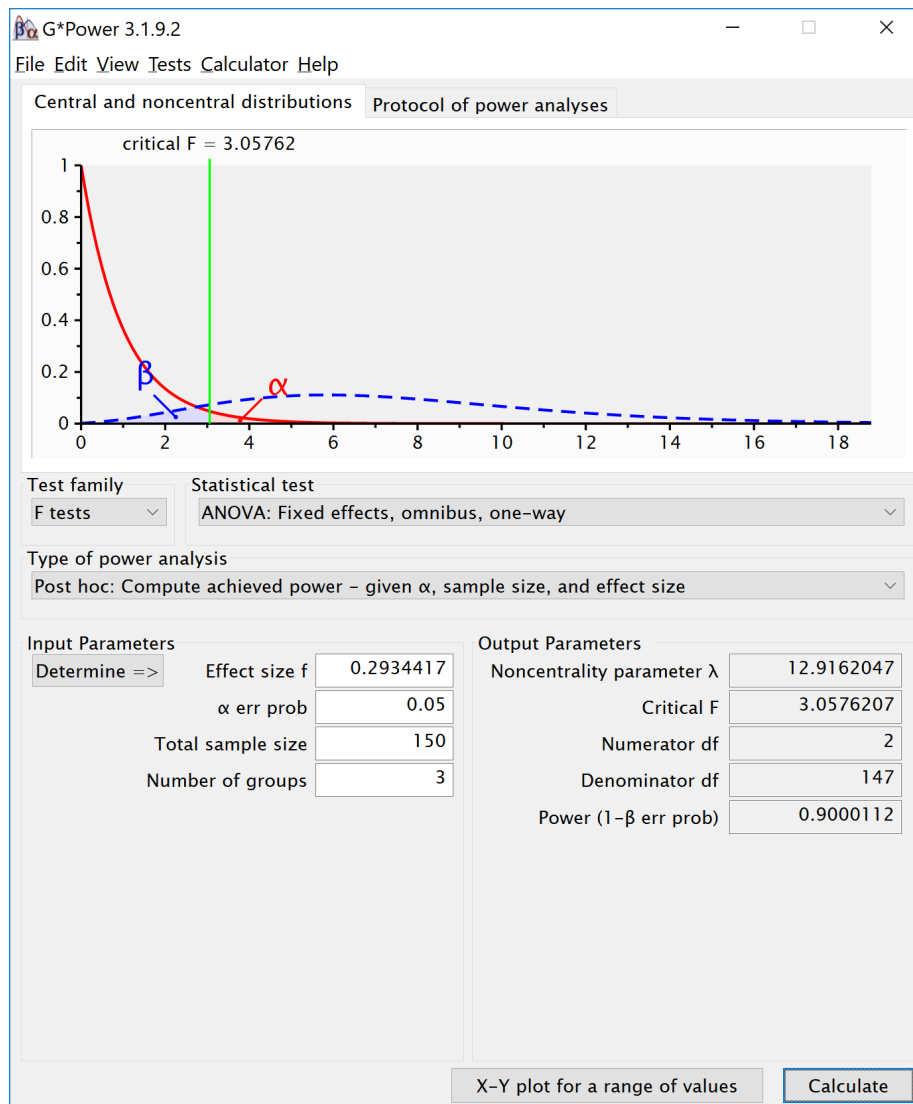 βα G*Power 3.1.9.2
File Edit View Tests Calculator Help
Central and noncentral distributions Protocol of power analyses
critical F = 3.05762
1
0.8
0.6
0.4
0.2
0
β α
0 2 4 6 8 10 12 14 16 18
Test family Statistical test
F tests ANOVA: Fixed effects, omnibus, one-way
Type of power analysis
Post hoc: Compute achieved power - given α, sample size, and effect size
Input Parameters Output Parameters
Determine => Effect size f 0.2934417 Noncentrality parameter λ 12.9162047
α err prob 0.05 Critical F 3.0576207
Total sample size 150 Numerator df 2
Number of groups 3 Denominator df 147
Power (1-β err prob) 0.9000112
X-Y plot for a range of values Calculate